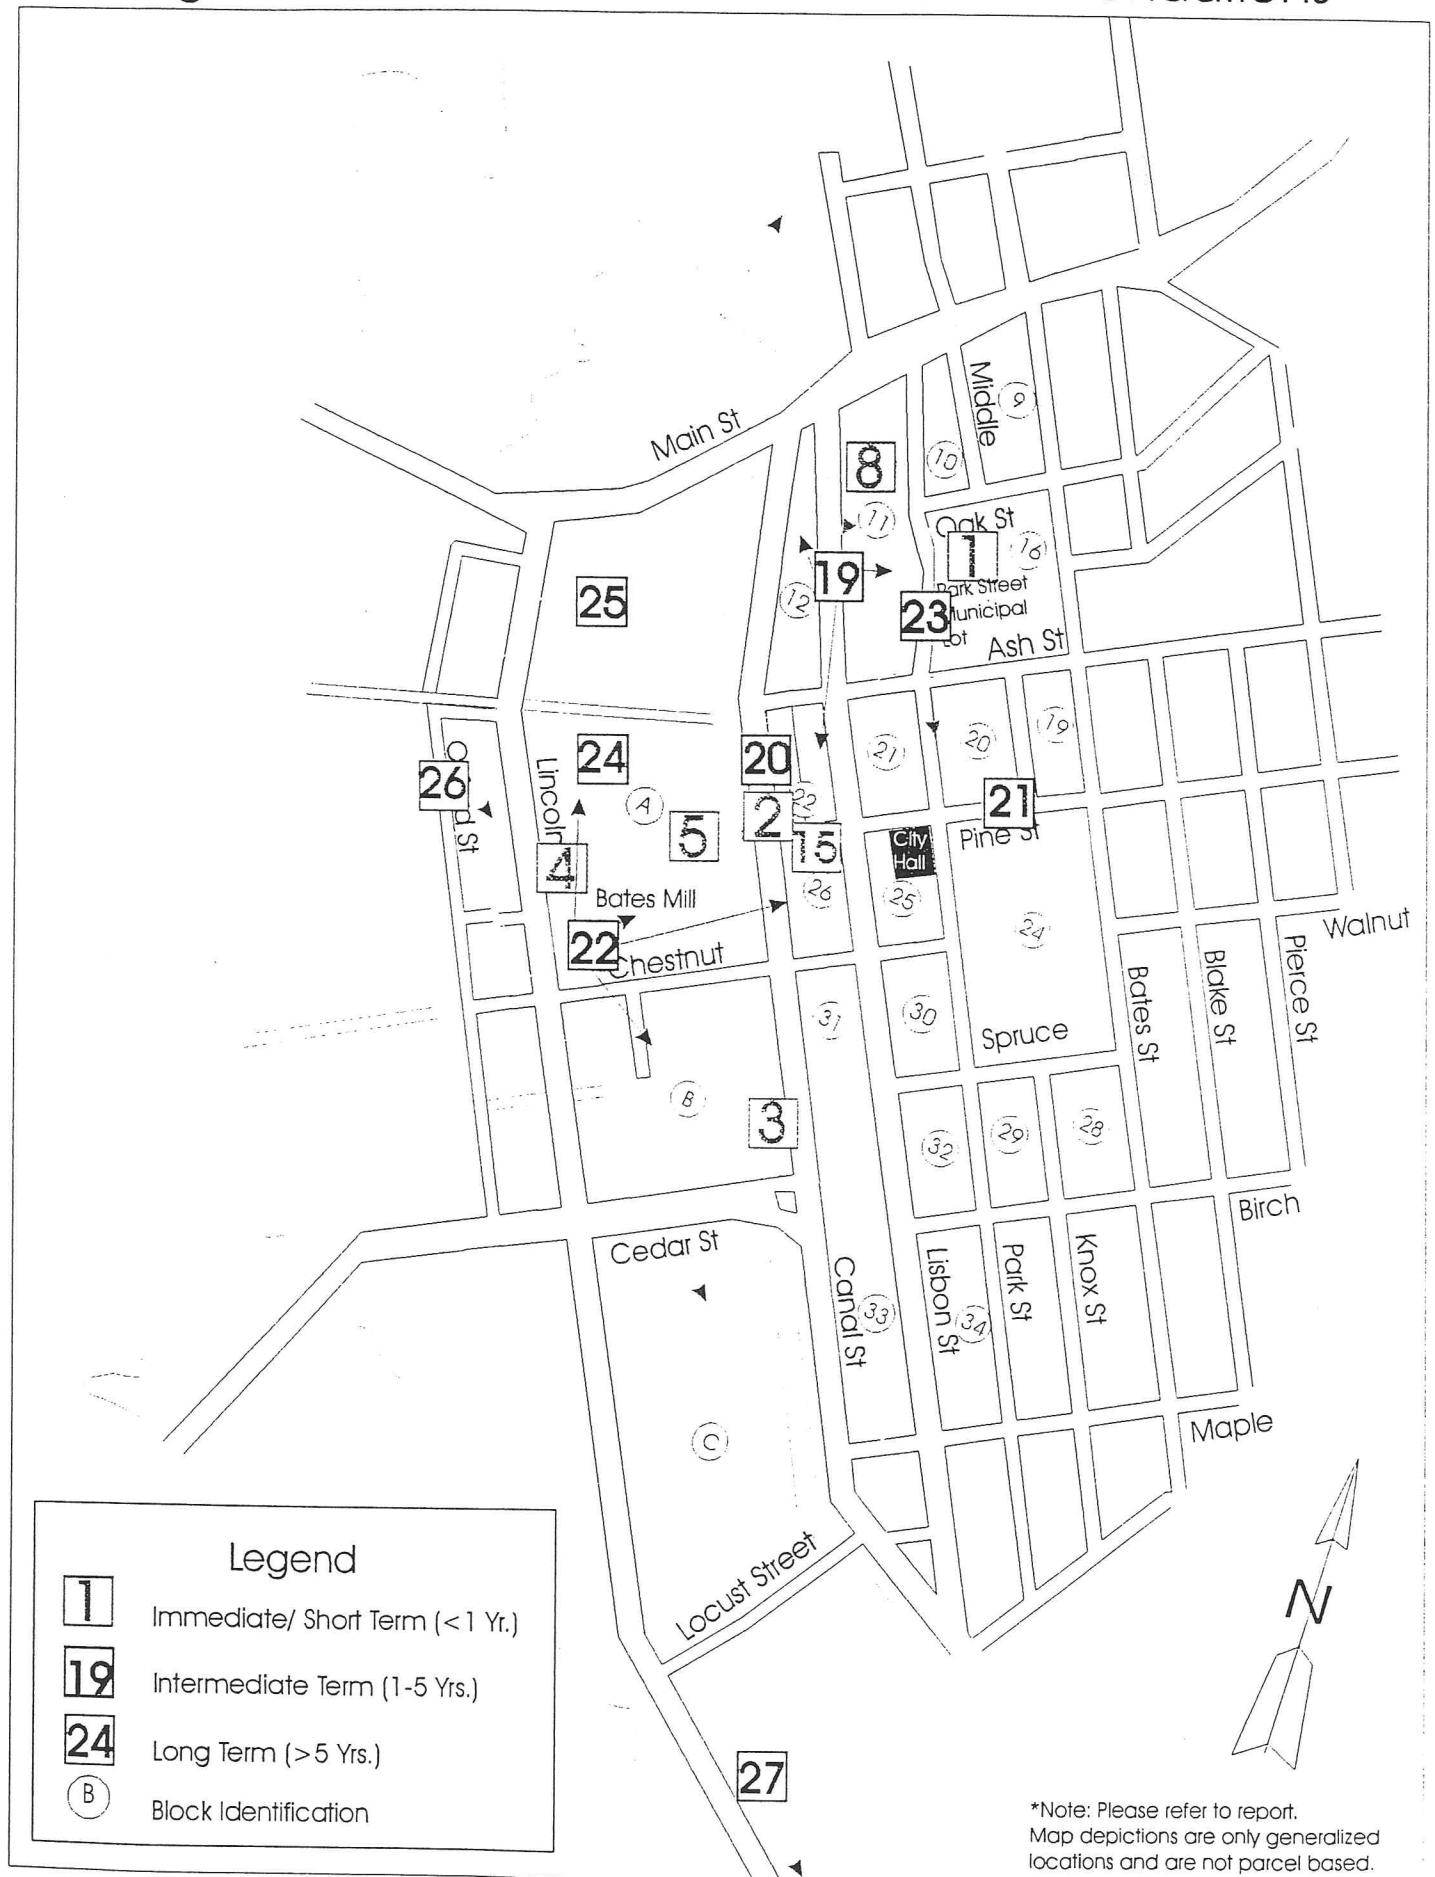 Main St
Middle
9
8
10
11
Oak St
1
16
19
12
25
23
Park Street
Municipal
Lot
Ash St
24
20
21
20
19
26
Lincoln
A
5
2
22
15
21
Pine St
City
Hall
4
Bates Mill
26
25
24
Walnut
22
Chestnut
Bates St
Blake St
Pierce St
31
30
Spruce
B
3
32
29
28
Birch
Cedar St
Canal St
33
Lisbon St
34
Park St
Knox St
C
Maple
Locust Street
N
27
Legend
1 Immediate/ Short Term (<1 Yr.)
19 Intermediate Term (1-5 Yrs.)
24 Long Term (>5 Yrs.)
B Block Identification
*Note: Please refer to report.
Map depictions are only generalized
locations and are not parcel based.